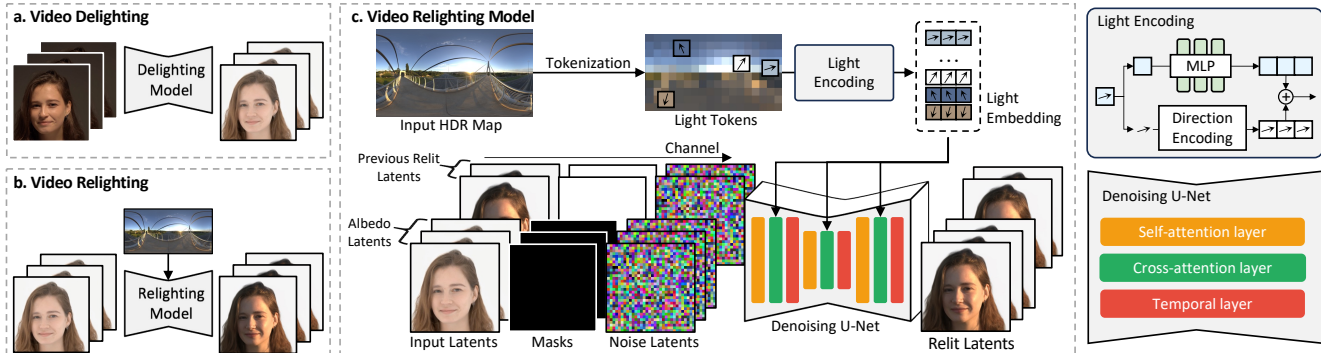 a. Video Delighting
Delighting
Model
b. Video Relighting
Relighting
Model
c. Video Relighting Model
Input HDR Map
Tokenization
Light Tokens
Light
Encoding
...
Light
Embedding
Previous Relit
Latents
Channel
Albedo
Latents
Input Latents
Masks
Noise Latents
Denoising U-Net
Relit Latents
Light Encoding
MLP
Direction
Encoding
Denoising U-Net
Self-attention layer
Cross-attention layer
Temporal layer